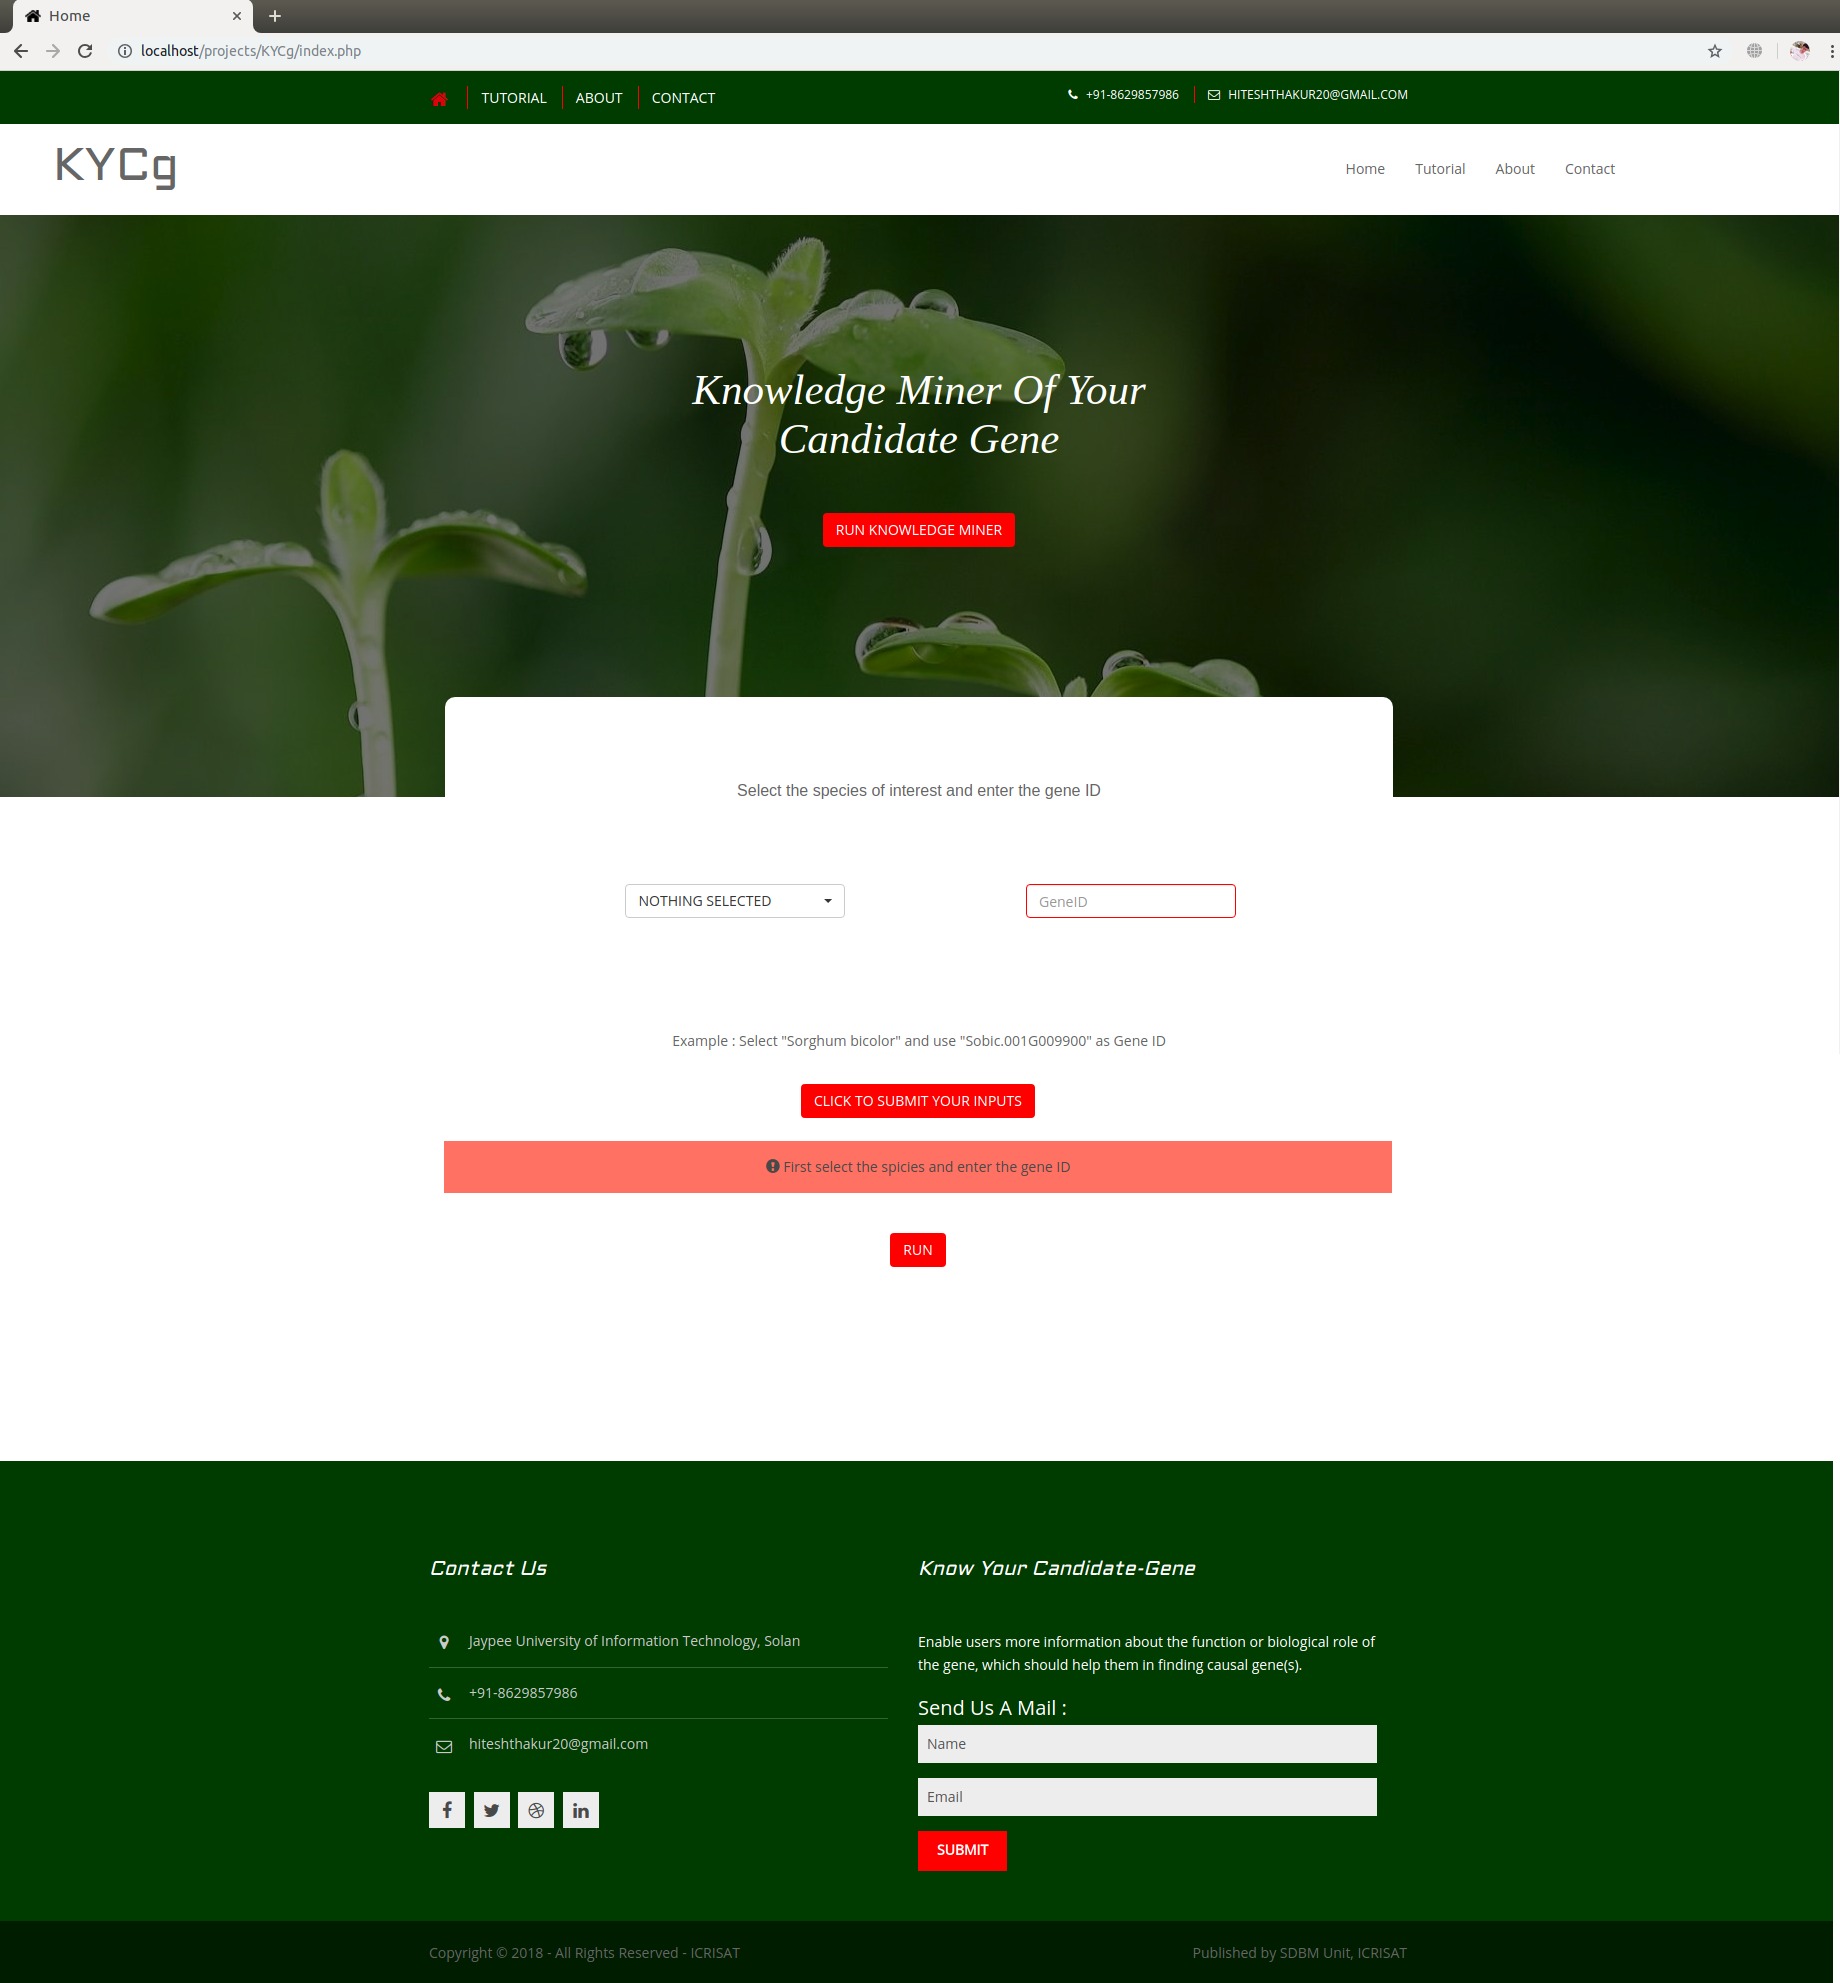 Home
localhost/projects/KYCg/index.php
TUTORIAL ABOUT CONTACT
+91-8629857986 HITESHTHAKUR20@GMAIL.COM
KYCg
Home Tutorial About Contact
Knowledge Miner Of Your
Candidate Gene
RUN KNOWLEDGE MINER
Select the species of interest and enter the gene ID
NOTHING SELECTED
GeneID
Example : Select "Sorghum bicolor" and use "Sobic.001G009900" as Gene ID
CLICK TO SUBMIT YOUR INPUTS
First select the spicies and enter the gene ID
RUN
Contact Us
Jaypee University of Information Technology, Solan
+91-8629857986
hiteshthakur20@gmail.com
Know Your Candidate-Gene
Enable users more information about the function or biological role of
the gene, which should help them in finding causal gene(s).
Send Us A Mail :
Name
Email
SUBMIT
Copyright © 2018 - All Rights Reserved - ICRISAT
Published by SDBM Unit, ICRISAT